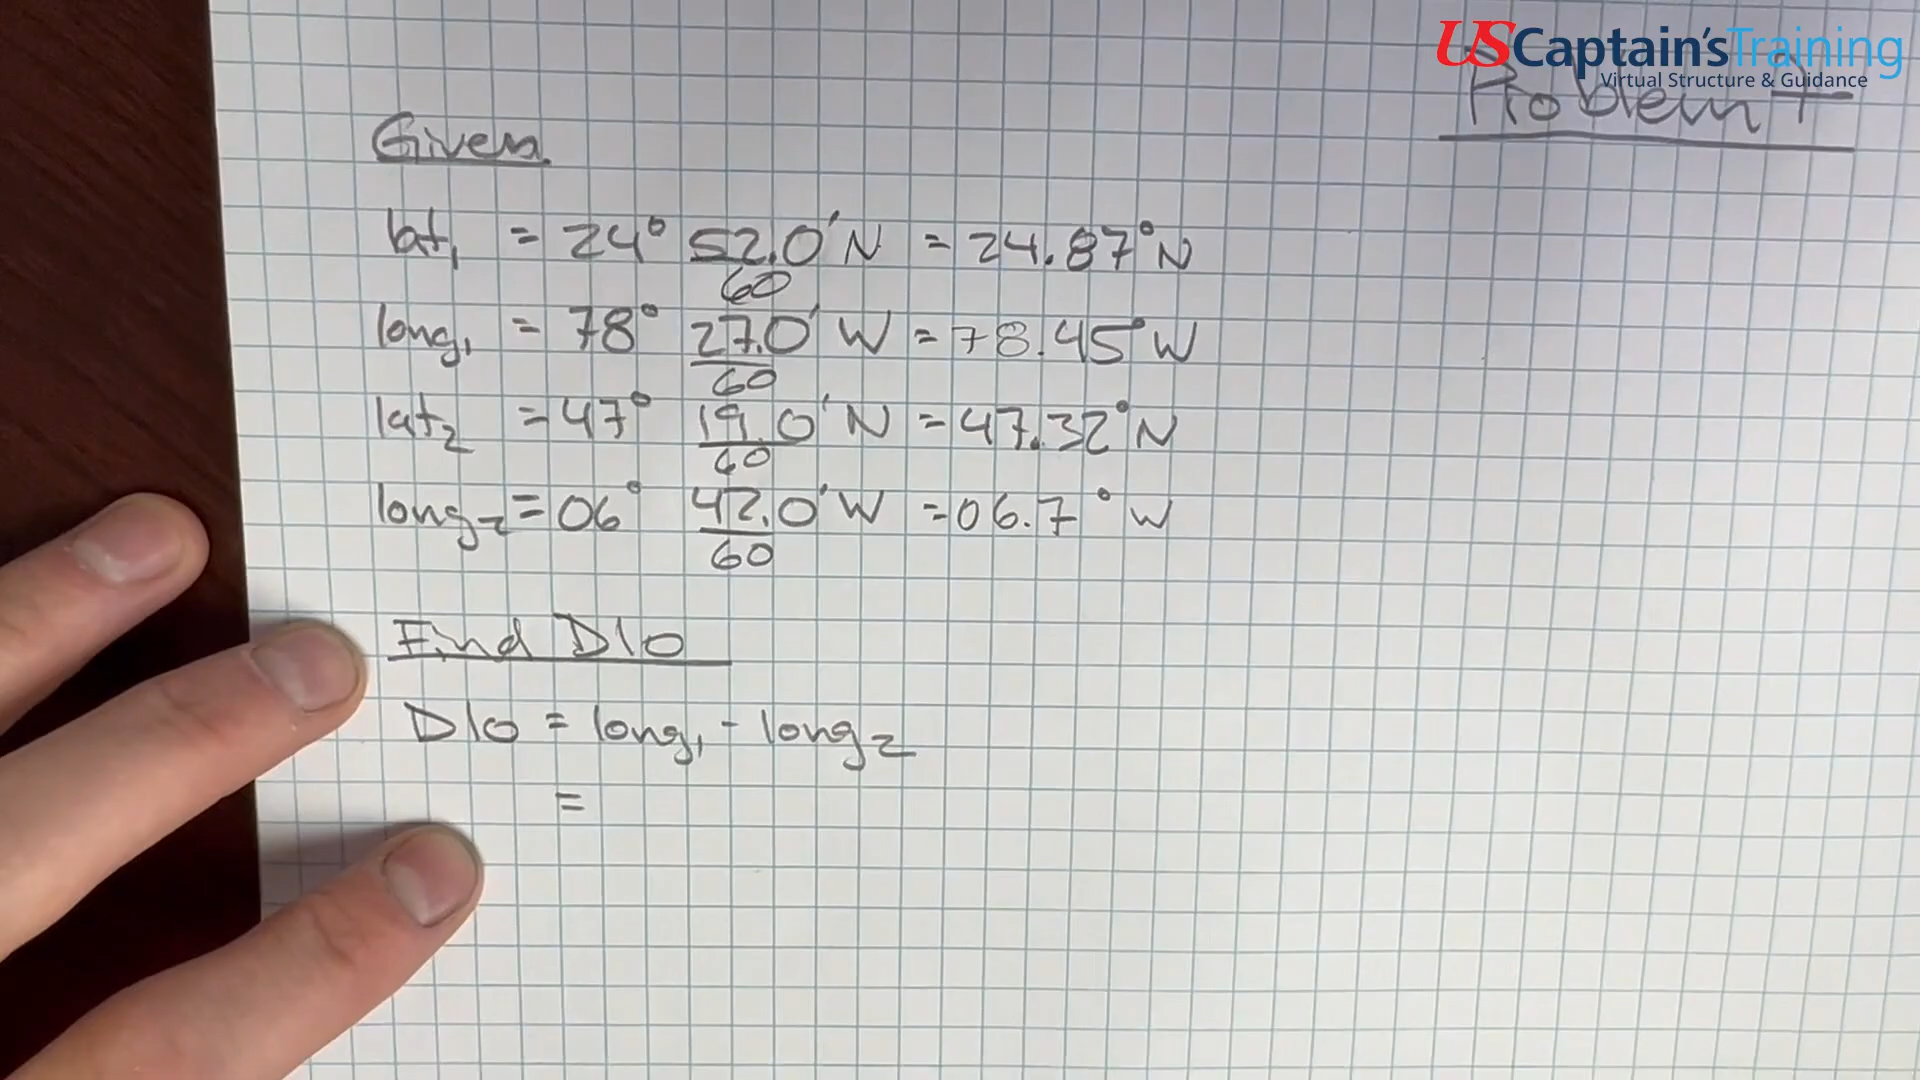 USCaptain'sTraining
Virtual Structure & Guidance
Problem 7
Given
lat₁ = 24° 52.0'N = 24.87°N
60
long₁ = 78° 27.0' W = 78.45°W
60
lat₂ = 47° 19.0'N = 47.32°N
60
long₂ = 06° 42.0'W = 06.7°W
60
Find Dlo
Dlo = long₁ - long₂
=